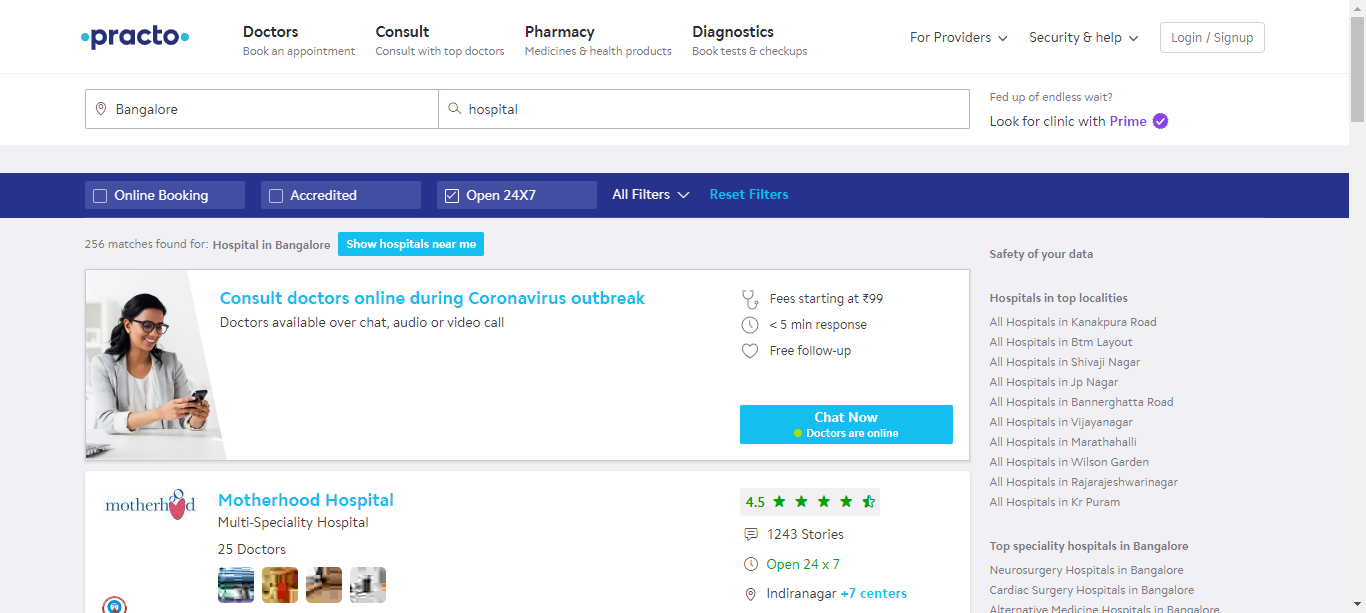 practo
Doctors
Book an appointment
Consult
Consult with top doctors
Pharmacy
Medicines & health products
Diagnostics
Book tests & checkups
For Providers
Security & help
Login / Signup
Bangalore
hospital
Fed up of endless wait?
Look for clinic with Prime
Online Booking
Accredited
Open 24X7
All Filters
Reset Filters
256 matches found for: Hospital in Bangalore
Show hospitals near me
Consult doctors online during Coronavirus outbreak
Doctors available over chat, audio or video call
Fees starting at ₹99
< 5 min response
Free follow-up
Chat Now
Doctors are online
motherhood
Motherhood Hospital
Multi-Speciality Hospital
25 Doctors
4.5
1243 Stories
Open 24 x 7
Indiranagar +7 centers
Safety of your data
Hospitals in top localities
All Hospitals in Kanakpura Road
All Hospitals in Btm Layout
All Hospitals in Shivaji Nagar
All Hospitals in Jp Nagar
All Hospitals in Bannerghatta Road
All Hospitals in Vijayanagar
All Hospitals in Marathahalli
All Hospitals in Wilson Garden
All Hospitals in Rajarajeshwarinagar
All Hospitals in Kr Puram
Top speciality hospitals in Bangalore
Neurosurgery Hospitals in Bangalore
Cardiac Surgery Hospitals in Bangalore
Alternative Medicine Hospitals in Bangalore